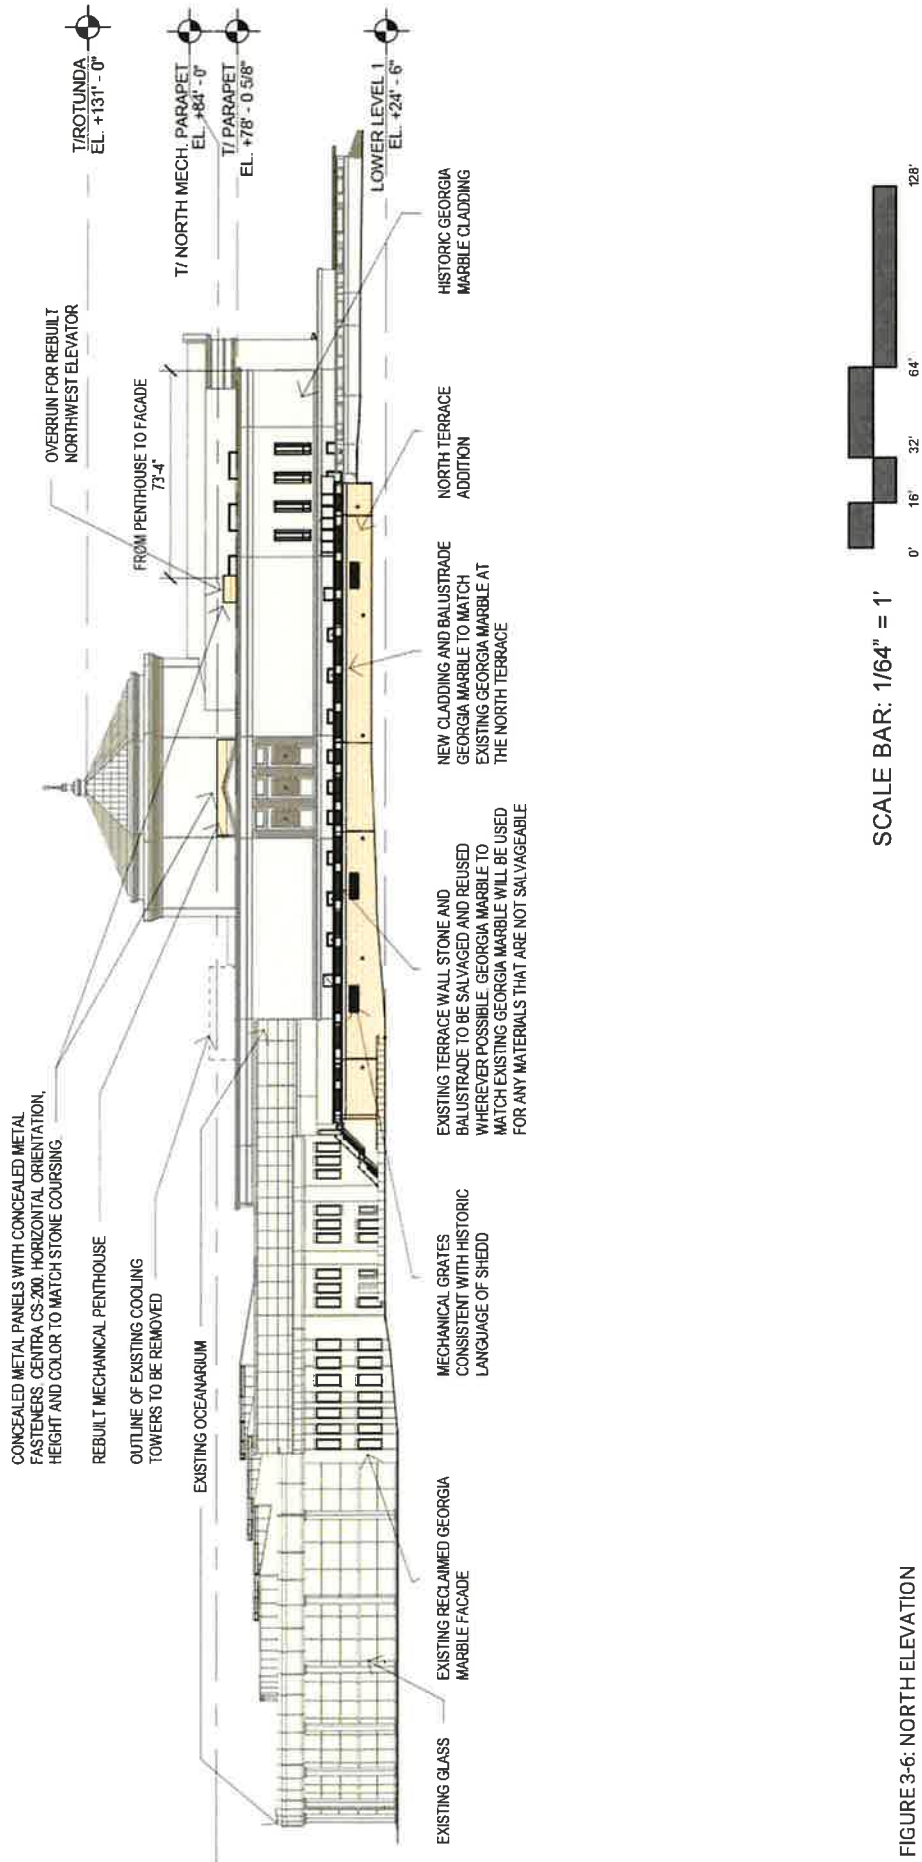 CONCEALED METAL PANELS WITH CONCEALED METAL
FASTENERS. CENTRA CS-200. HORIZONTAL ORIENTATION,
HEIGHT AND COLOR TO MATCH STONE COURSING
REBUILT MECHANICAL PENTHOUSE
OUTLINE OF EXISTING COOLING
TOWERS TO BE REMOVED
EXISTING OCEANARIUM
OVERRUN FOR REBUILT
NORTHWEST ELEVATOR
FROM PENTHOUSE TO FACADE
73'-4"
T/ROTUNDA
EL. +131' - 0"
T/ NORTH MECH. PARAPET
EL. +84' - 0"
T/ PARAPET
EL. +78' - 0 5/8"
LOWER LEVEL 1
EL. +24' - 6"
EXISTING GLASS
EXISTING RECLAIMED GEORGIA
MARBLE FACADE
MECHANICAL GRATES
CONSISTENT WITH HISTORIC
LANGUAGE OF SHEDD
EXISTING TERRACE WALL STONE AND
BALUSTRADE TO BE SALVAGED AND REUSED
WHEREVER POSSIBLE. GEORGIA MARBLE TO
MATCH EXISTING GEORGIA MARBLE WILL BE USED
FOR ANY MATERIALS THAT ARE NOT SALVAGEABLE
NEW CLADDING AND BALUSTRADE
GEORGIA MARBLE TO MATCH
EXISTING GEORGIA MARBLE AT
THE NORTH TERRACE
NORTH TERRACE
ADDITION
HISTORIC GEORGIA
MARBLE CLADDING
SCALE BAR: 1/64" = 1'
0' 16' 32' 64' 128'
FIGURE 3-6: NORTH ELEVATION